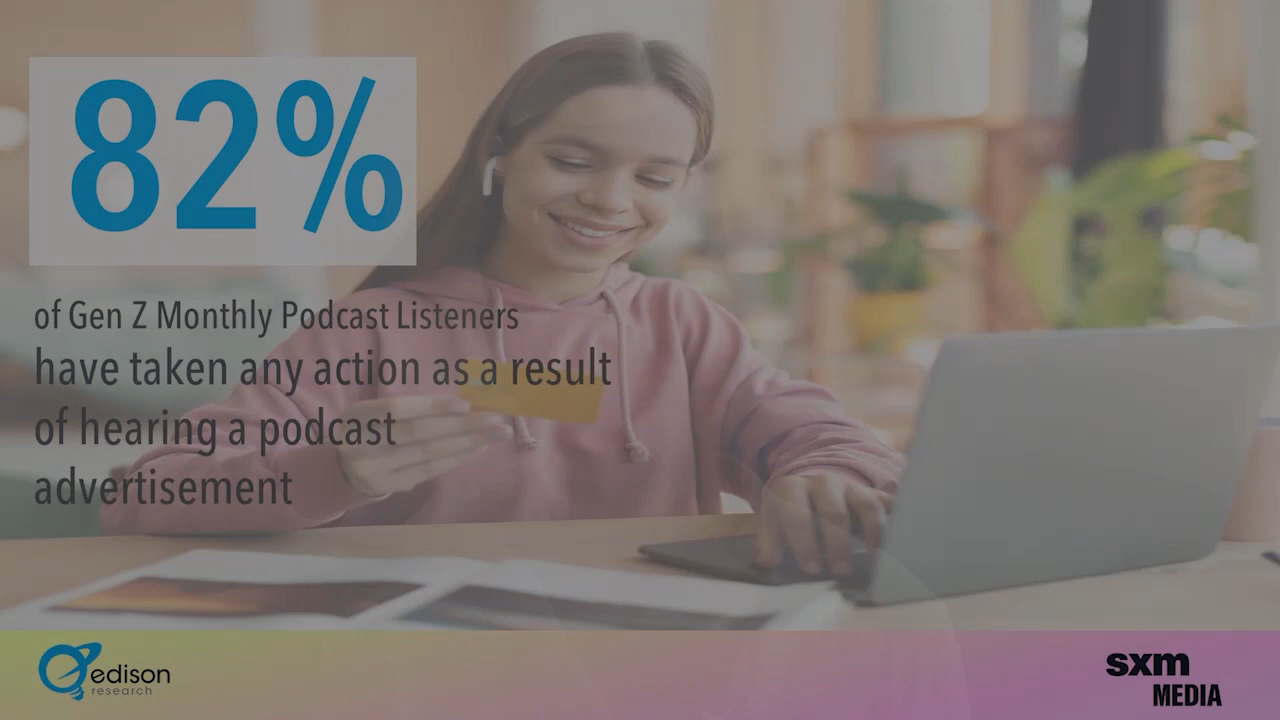 82%
of Gen Z Monthly Podcast Listeners
have taken any action as a result
of hearing a podcast
advertisement
edison
research
sxm
MEDIA